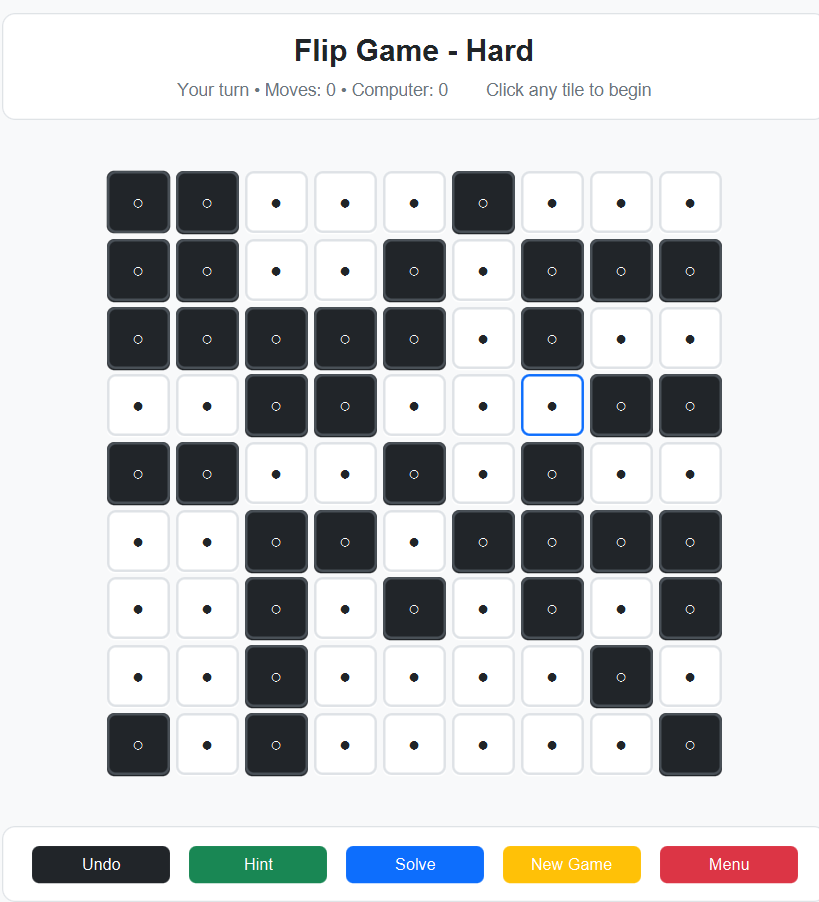 Flip Game - Hard
Your turn • Moves: 0 • Computer: 0 Click any tile to begin
○ ○ ● ● ● ○ ● ● ●
○ ○ ● ● ○ ● ○ ○ ○
○ ○ ○ ○ ○ ● ○ ● ●
● ● ○ ○ ● ● ● ○ ○
○ ○ ● ● ○ ● ○ ● ●
● ● ○ ○ ● ○ ○ ○ ○
● ● ○ ● ○ ● ○ ● ○
● ● ○ ● ● ● ● ○ ●
○ ● ○ ● ● ● ● ● ○
Undo Hint Solve New Game Menu